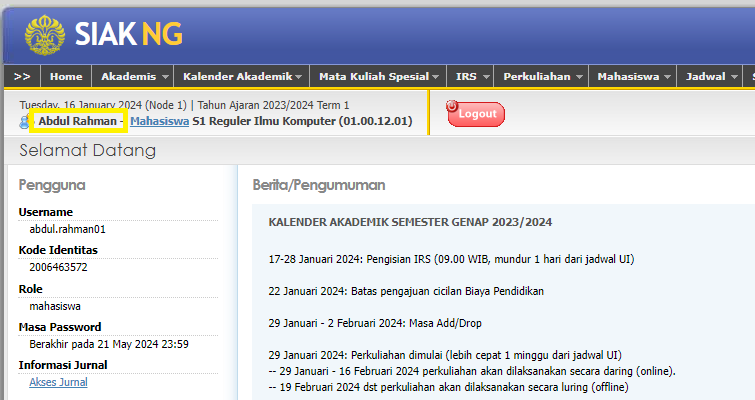 SIAK NG
>> Home Akademis Kalender Akademik Mata Kuliah Spesial IRS Perkuliahan Mahasiswa Jadwal S
Tuesday, 16 January 2024 (Node 1) | Tahun Ajaran 2023/2024 Term 1
Abdul Rahman - Mahasiswa S1 Reguler Ilmu Komputer (01.00.12.01)
Logout
Selamat Datang
Pengguna
Username
abdul.rahman01
Kode Identitas
2006463572
Role
mahasiswa
Masa Password
Berakhir pada 21 May 2024 23:59
Informasi Jurnal
Akses Jurnal
Berita/Pengumuman
KALENDER AKADEMIK SEMESTER GENAP 2023/2024
17-28 Januari 2024: Pengisian IRS (09.00 WIB, mundur 1 hari dari jadwal UI)
22 Januari 2024: Batas pengajuan cicilan Biaya Pendidikan
29 Januari - 2 Februari 2024: Masa Add/Drop
29 Januari 2024: Perkuliahan dimulai (lebih cepat 1 minggu dari jadwal UI)
-- 29 Januari - 16 Februari 2024 perkuliahan akan dilaksanakan secara daring (online).
-- 19 Februari 2024 dst perkuliahan akan dilaksanakan secara luring (offline)